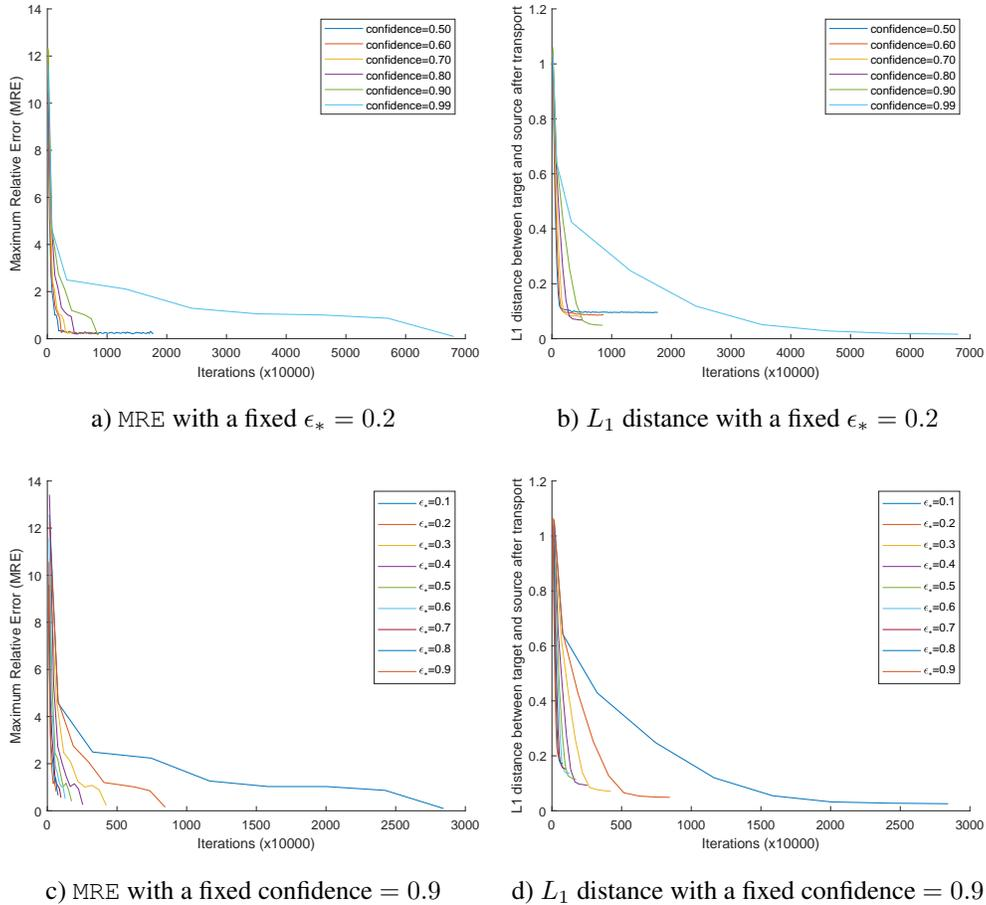 14
12
10
8
6
4
2
0
Maximum Relative Error (MRE)
confidence=0.50
confidence=0.60
confidence=0.70
confidence=0.80
confidence=0.90
confidence=0.99
0 1000 2000 3000 4000 5000 6000 7000
Iterations (x10000)
a) MRE with a fixed ϵ∗ = 0.2
1.2
1
0.8
0.6
0.4
0.2
0
L1 distance between target and source after transport
confidence=0.50
confidence=0.60
confidence=0.70
confidence=0.80
confidence=0.90
confidence=0.99
0 1000 2000 3000 4000 5000 6000 7000
Iterations (x10000)
b) L1 distance with a fixed ϵ∗ = 0.2
14
12
10
8
6
4
2
0
Maximum Relative Error (MRE)
ϵ*=0.1
ϵ*=0.2
ϵ*=0.3
ϵ*=0.4
ϵ*=0.5
ϵ*=0.6
ϵ*=0.7
ϵ*=0.8
ϵ*=0.9
0 500 1000 1500 2000 2500 3000
Iterations (x10000)
c) MRE with a fixed confidence = 0.9
1.2
1
0.8
0.6
0.4
0.2
0
L1 distance between target and source after transport
ϵ*=0.1
ϵ*=0.2
ϵ*=0.3
ϵ*=0.4
ϵ*=0.5
ϵ*=0.6
ϵ*=0.7
ϵ*=0.8
ϵ*=0.9
0 500 1000 1500 2000 2500 3000
Iterations (x10000)
d) L1 distance with a fixed confidence = 0.9